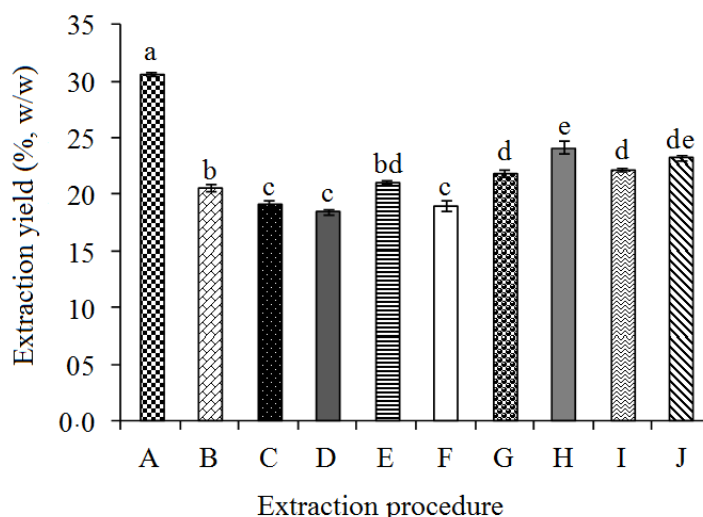 Extraction yield (%, w/w)
35
30
25
20
15
10
05
0·0
a
b
c
c
bd
c
d
e
d
de
A B C D E F G H I J
Extraction procedure